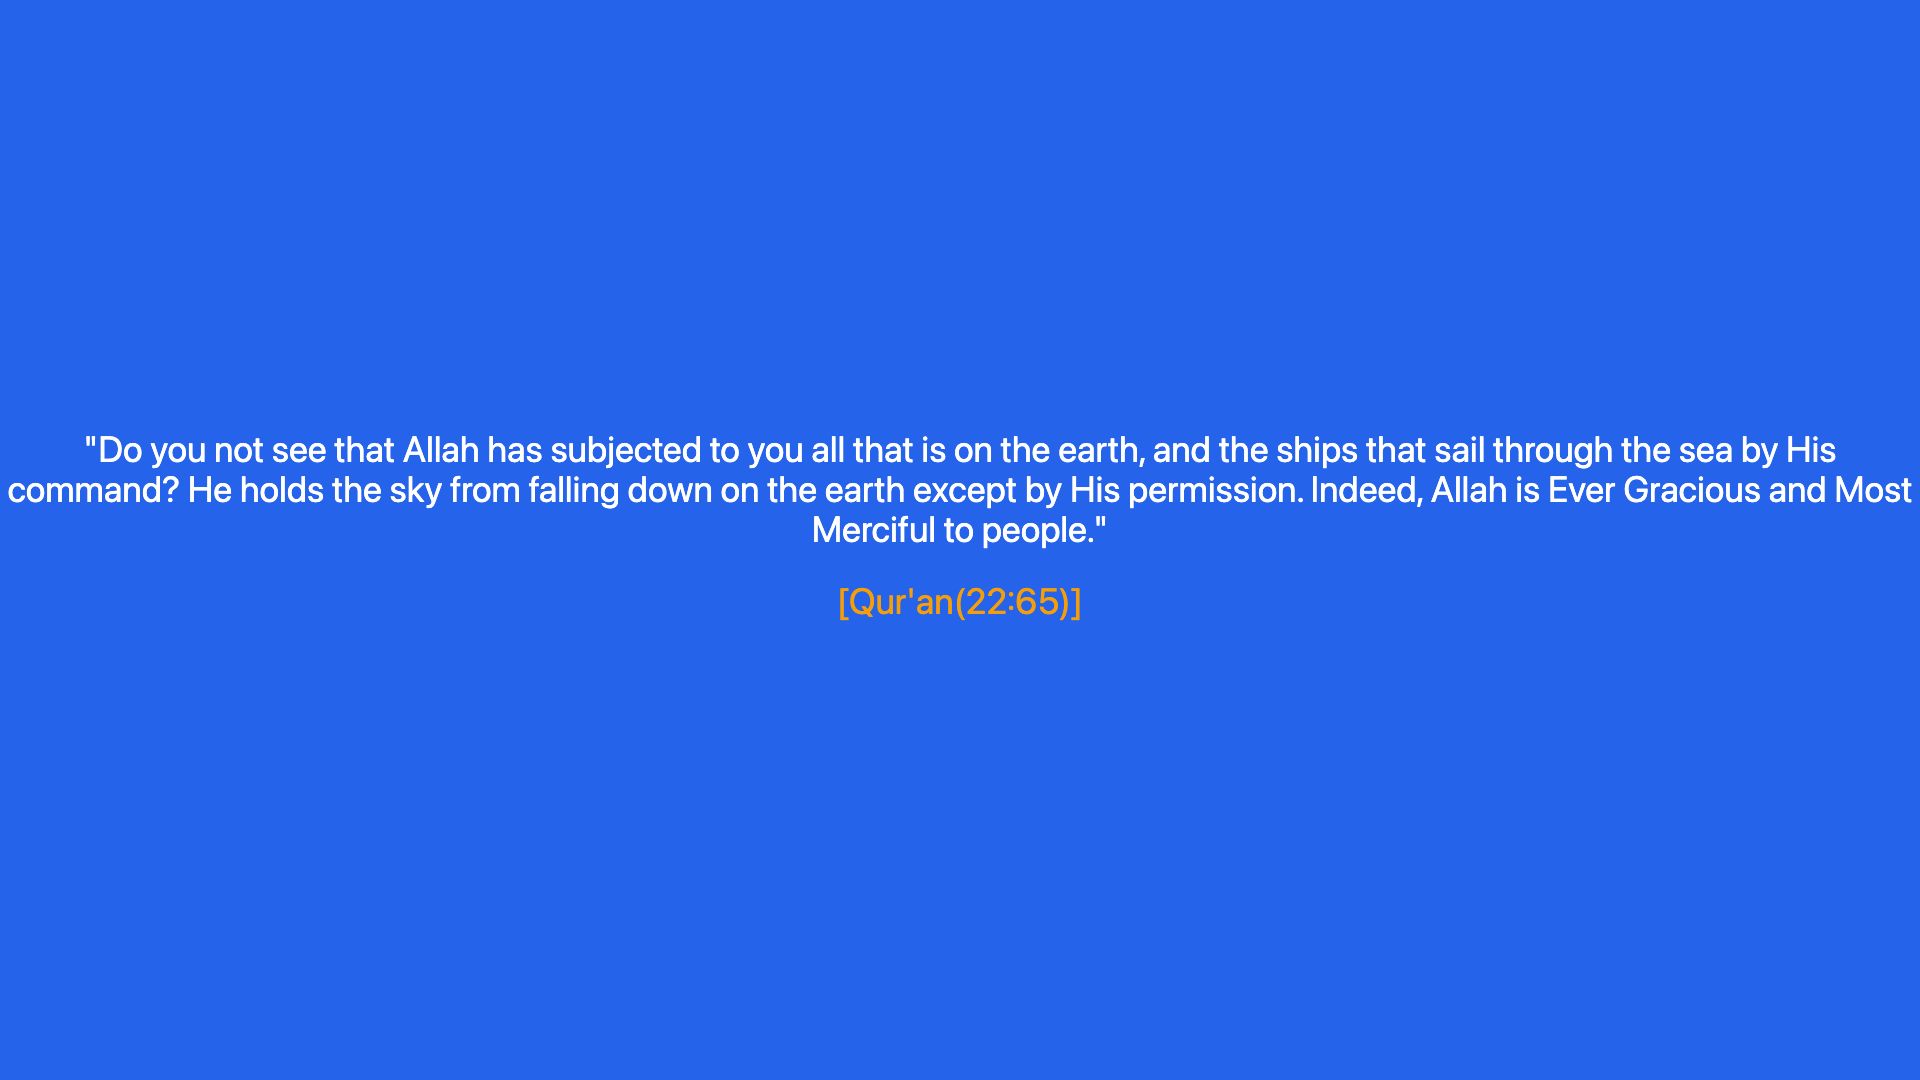 "Do you not see that Allah has subjected to you all that is on the earth, and the ships that sail through the sea by His
command? He holds the sky from falling down on the earth except by His permission. Indeed, Allah is Ever Gracious and Most
Merciful to people."
[Qur'an(22:65)]